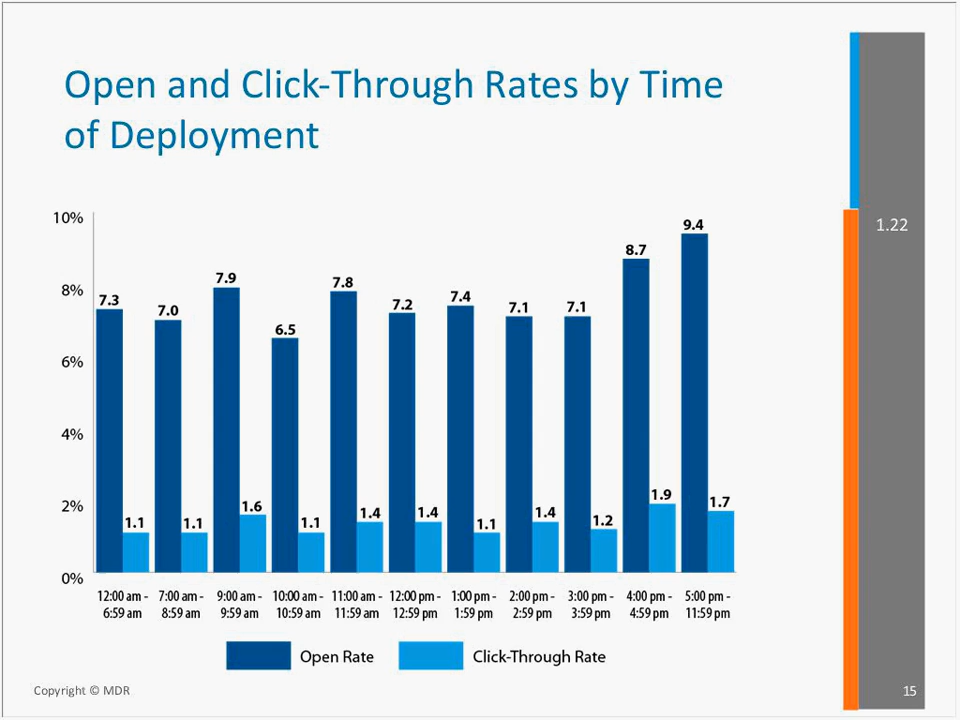 Open and Click-Through Rates by Time
of Deployment
1.22
10%
8%
6%
4%
2%
0%
7.3
1.1
7.0
1.1
7.9
1.6
6.5
1.1
7.8
1.4
7.2
1.4
7.4
1.1
7.1
1.4
7.1
1.2
8.7
1.9
9.4
1.7
12:00 am -
6:59 am
7:00 am -
8:59 am
9:00 am -
9:59 am
10:00 am -
10:59 am
11:00 am -
11:59 am
12:00 pm -
12:59 pm
1:00 pm -
1:59 pm
2:00 pm -
2:59 pm
3:00 pm -
3:59 pm
4:00 pm -
4:59 pm
5:00 pm -
11:59 pm
Open Rate
Click-Through Rate
Copyright © MDR
15